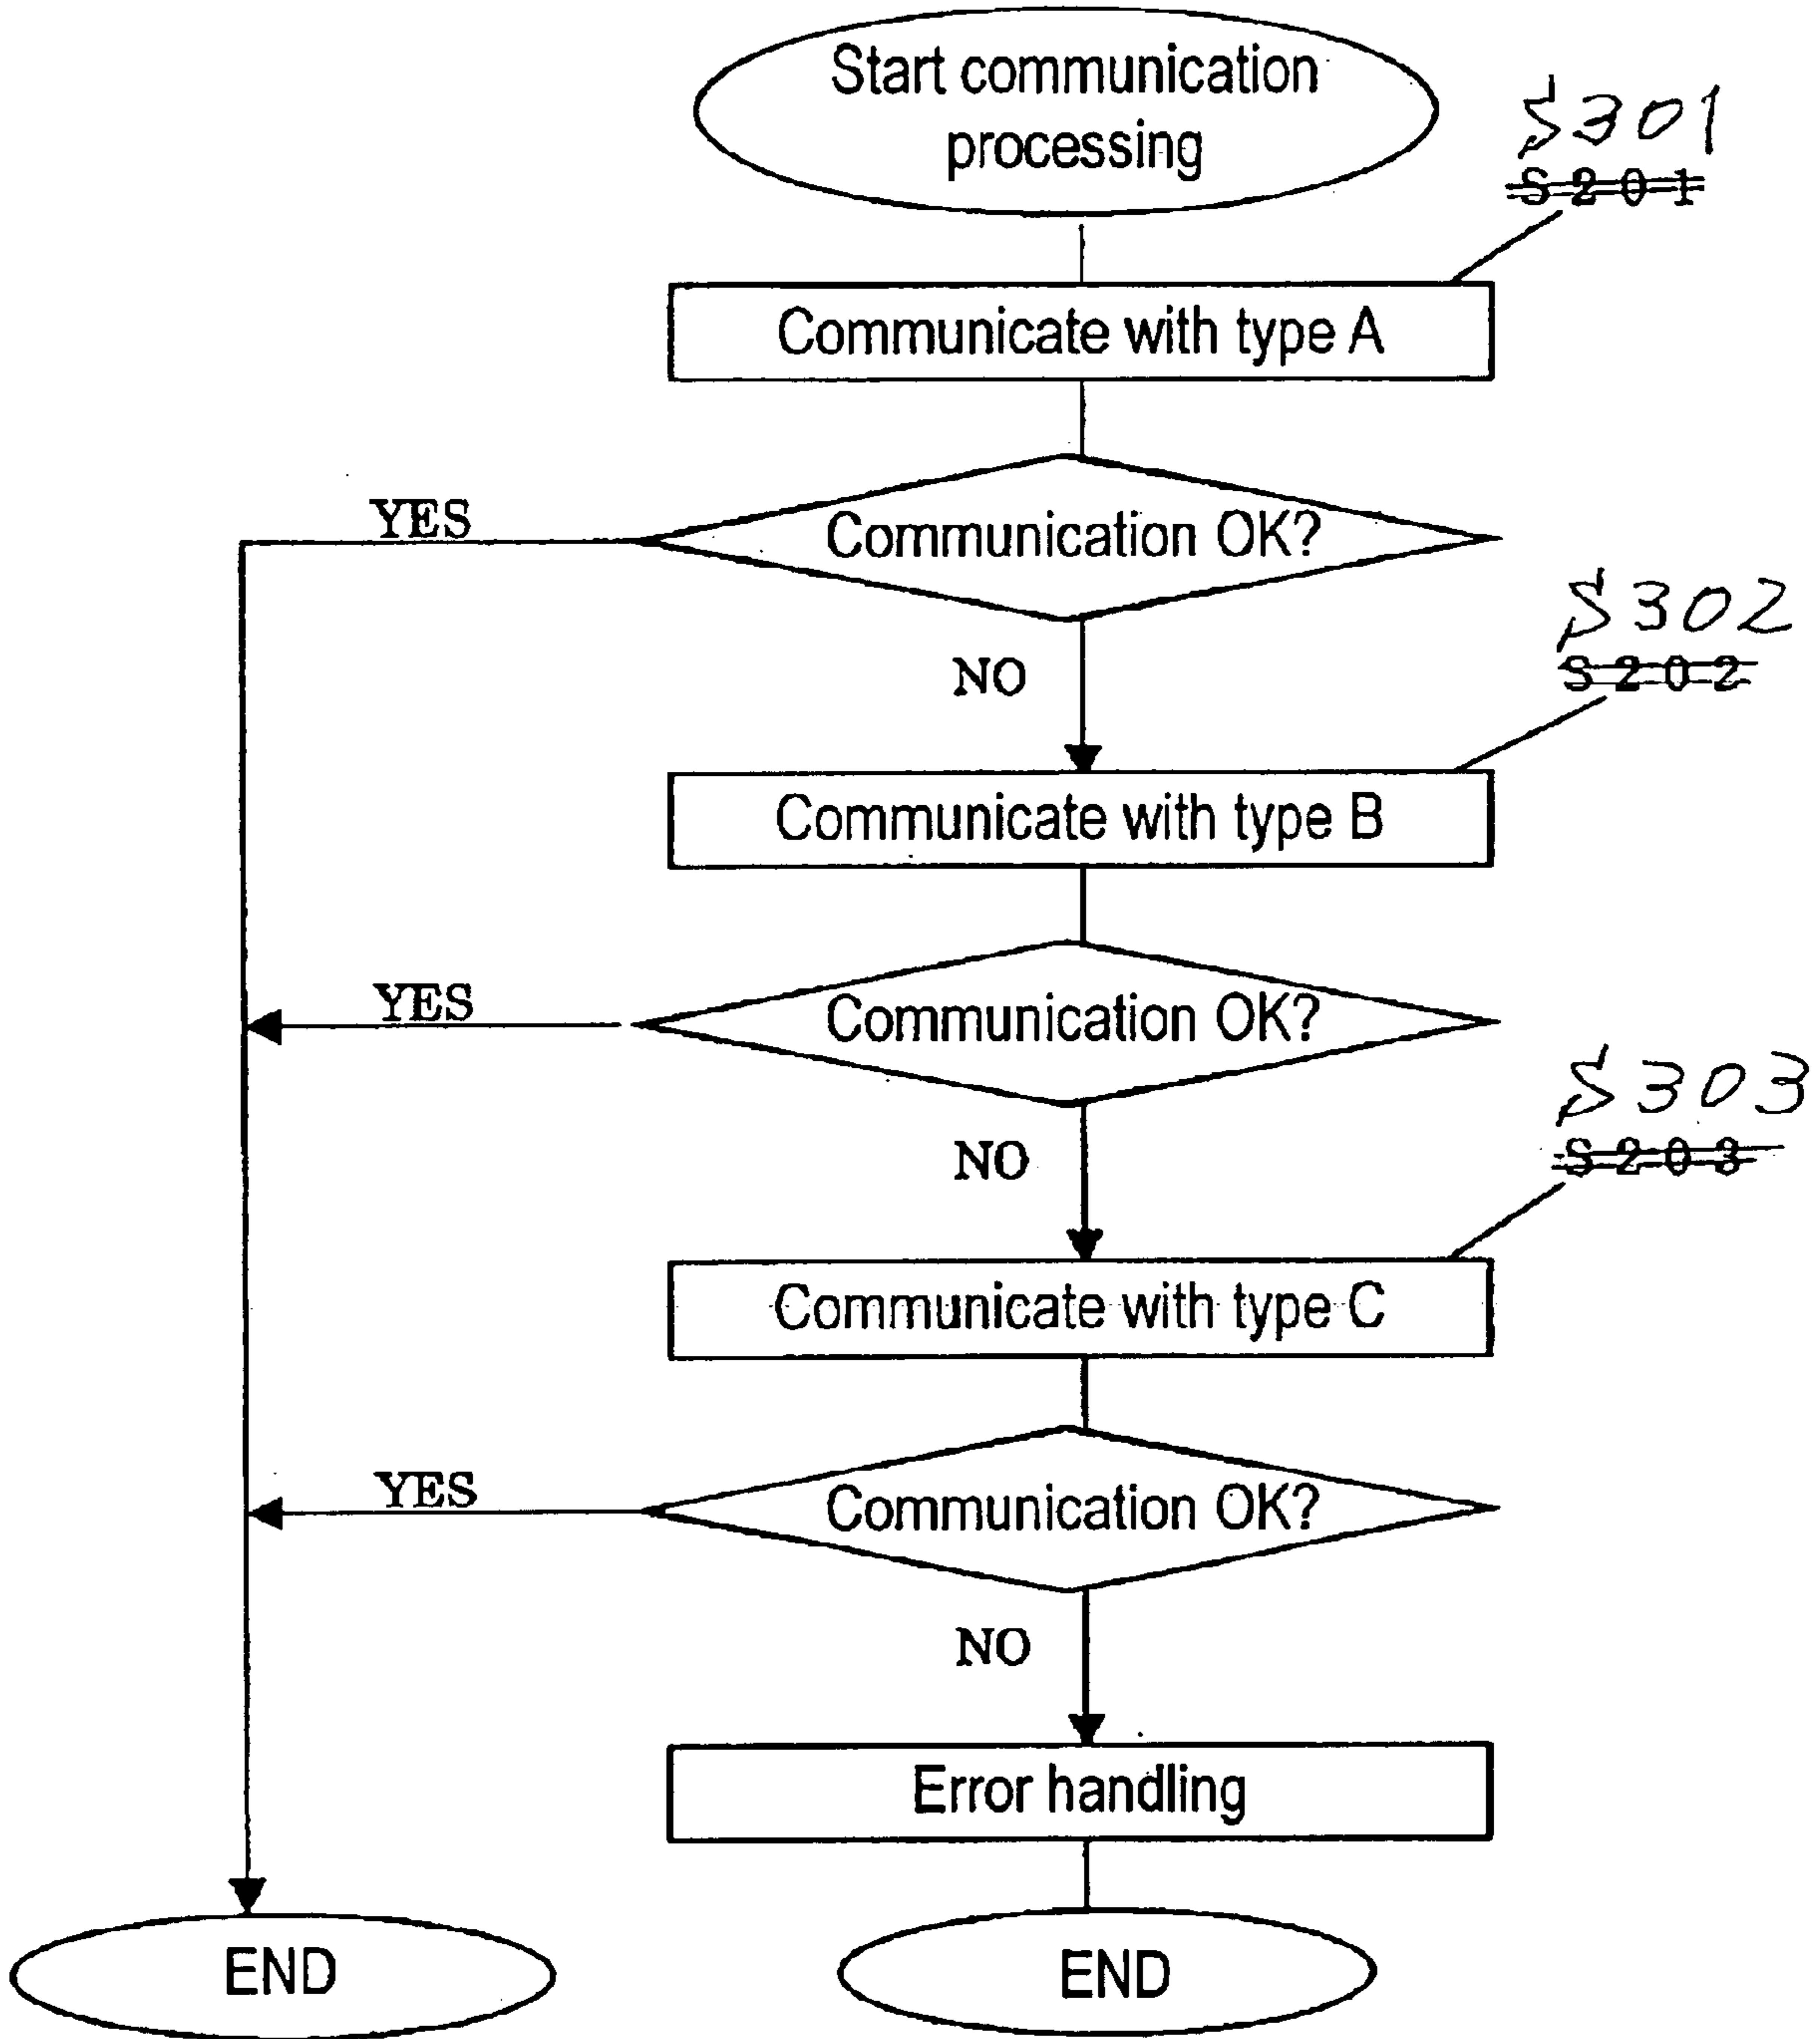 Start communication
processing
S301
S201
Communicate with type A
YES
Communication OK?
NO
S302
S202
Communicate with type B
YES
Communication OK?
NO
S303
S203
Communicate with type C
YES
Communication OK?
NO
Error handling
END
END